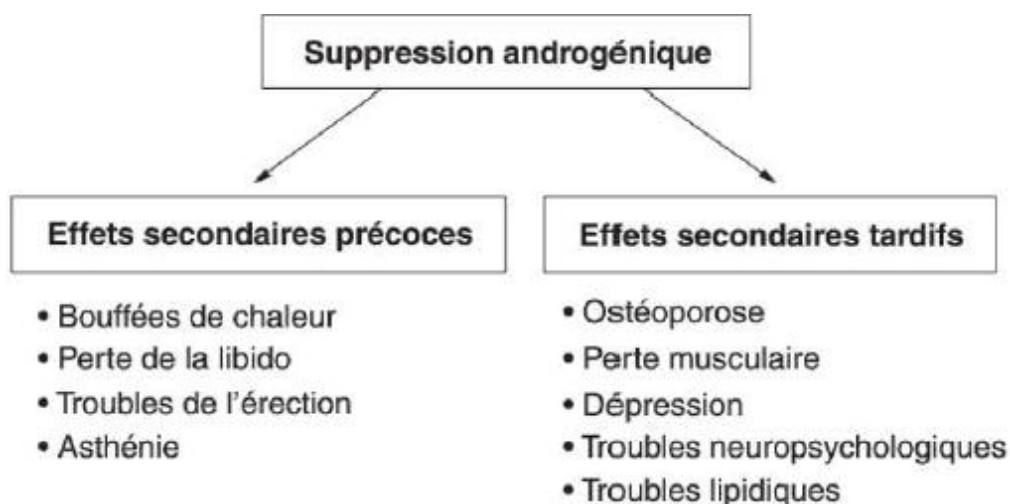 Suppression androgénique
Effets secondaires précoces
• Bouffées de chaleur
• Perte de la libido
• Troubles de l'érection
• Asthénie
Effets secondaires tardifs
• Ostéoporose
• Perte musculaire
• Dépression
• Troubles neuropsychologiques
• Troubles lipidiques